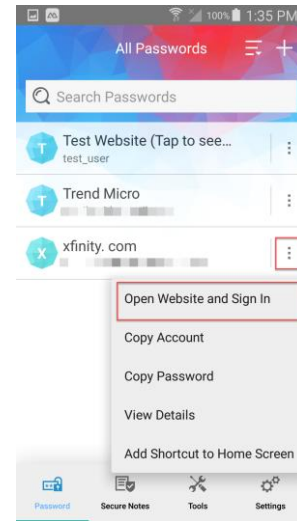 100% 1:35 PM
All Passwords
Search Passwords
T
Test Website (Tap to see...
test_user
T
Trend Micro
X
xfinity. com
Open Website and Sign In
Copy Account
Copy Password
View Details
Add Shortcut to Home Screen
Password Secure Notes Tools Settings